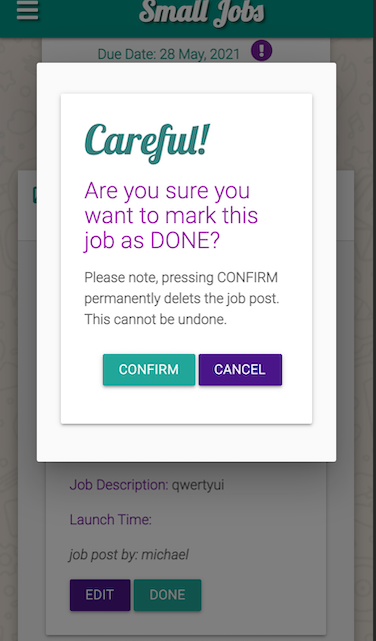 Small Jobs
Due Date: 28 May, 2021
Careful!
Are you sure you
want to mark this
job as DONE?
Please note, pressing CONFIRM
permanently delets the job post.
This cannot be undone.
CONFIRM CANCEL
Job Description: qwertyui
Launch Time:
job post by: michael
EDIT DONE